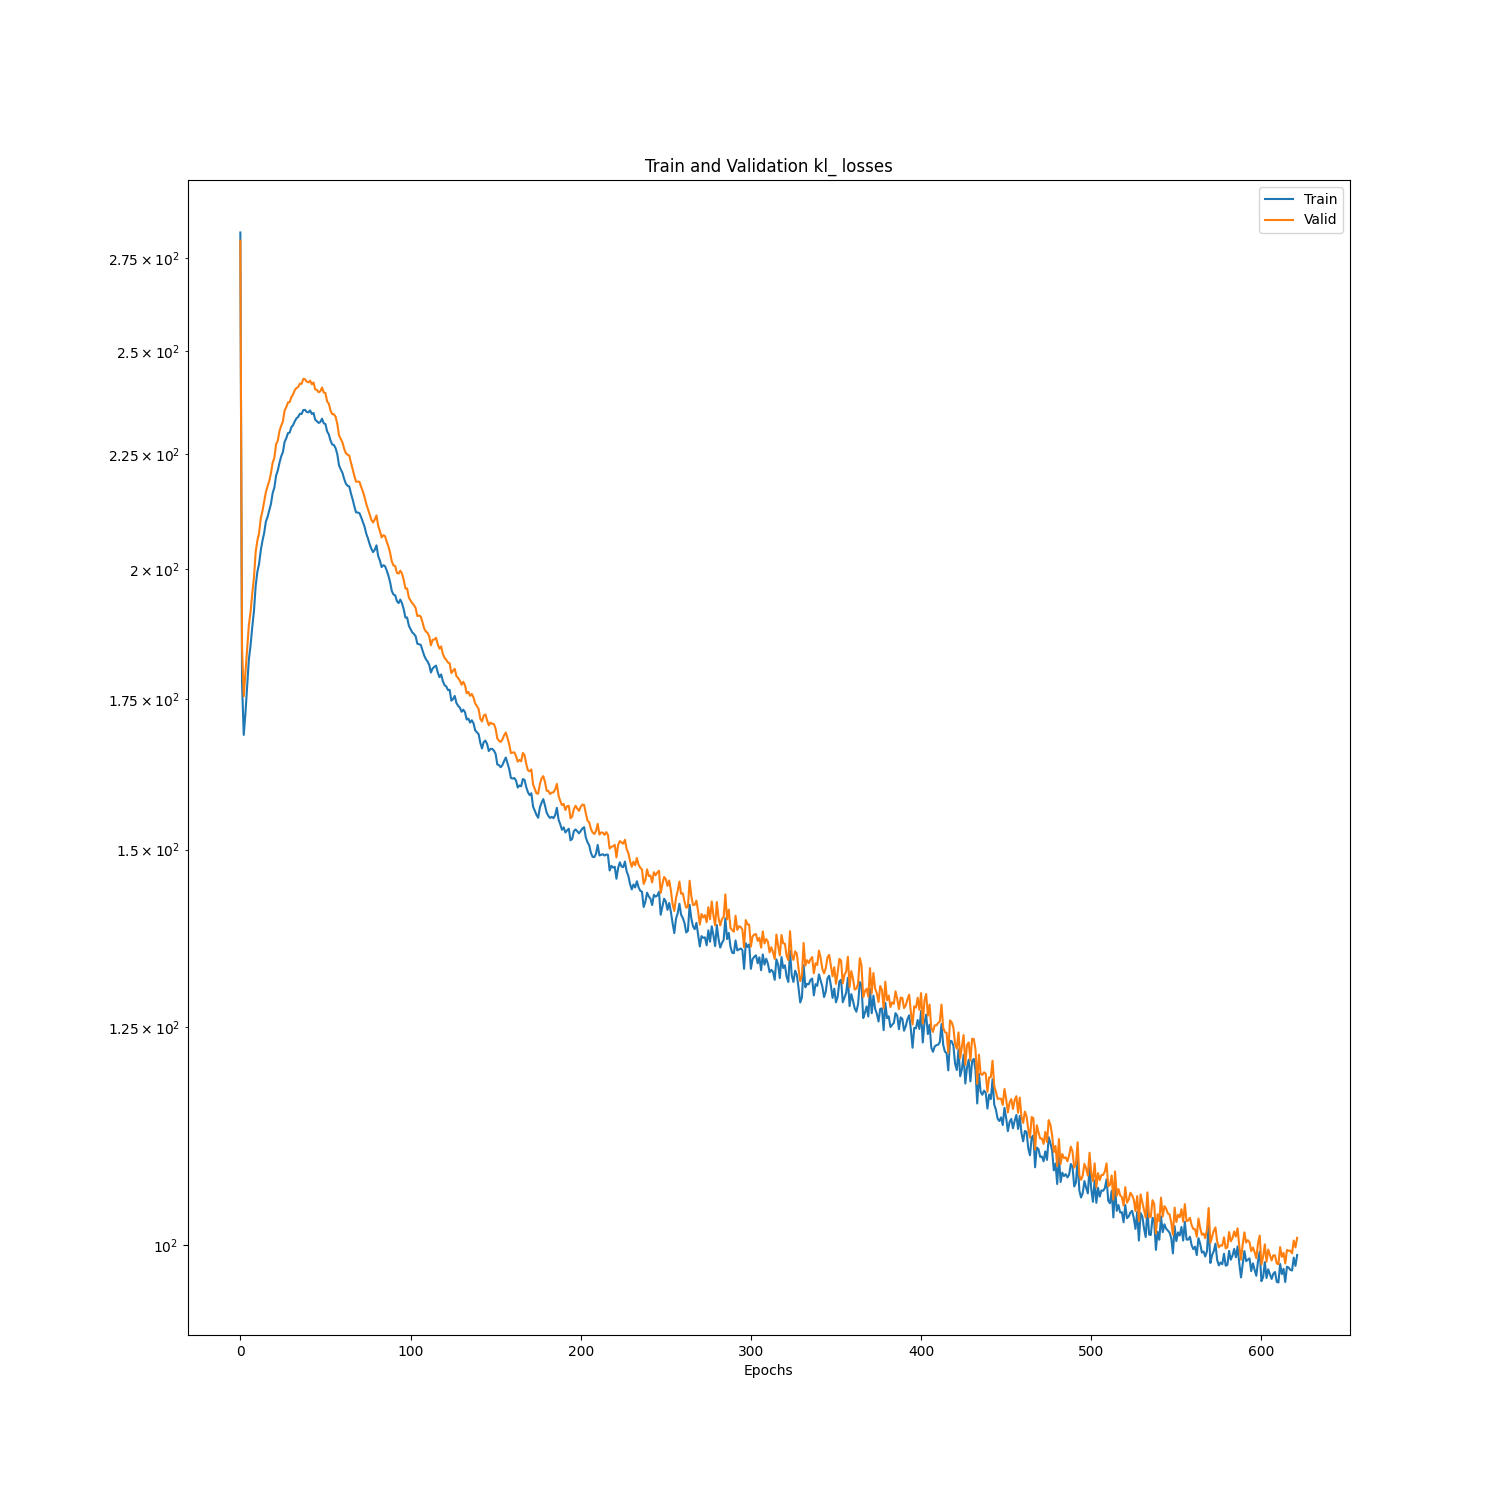 Train and Validation kl_ losses
Train
Valid
2.75 × 10²
2.5 × 10²
2.25 × 10²
2 × 10²
1.75 × 10²
1.5 × 10²
1.25 × 10²
10²
0 100 200 300 400 500 600
Epochs